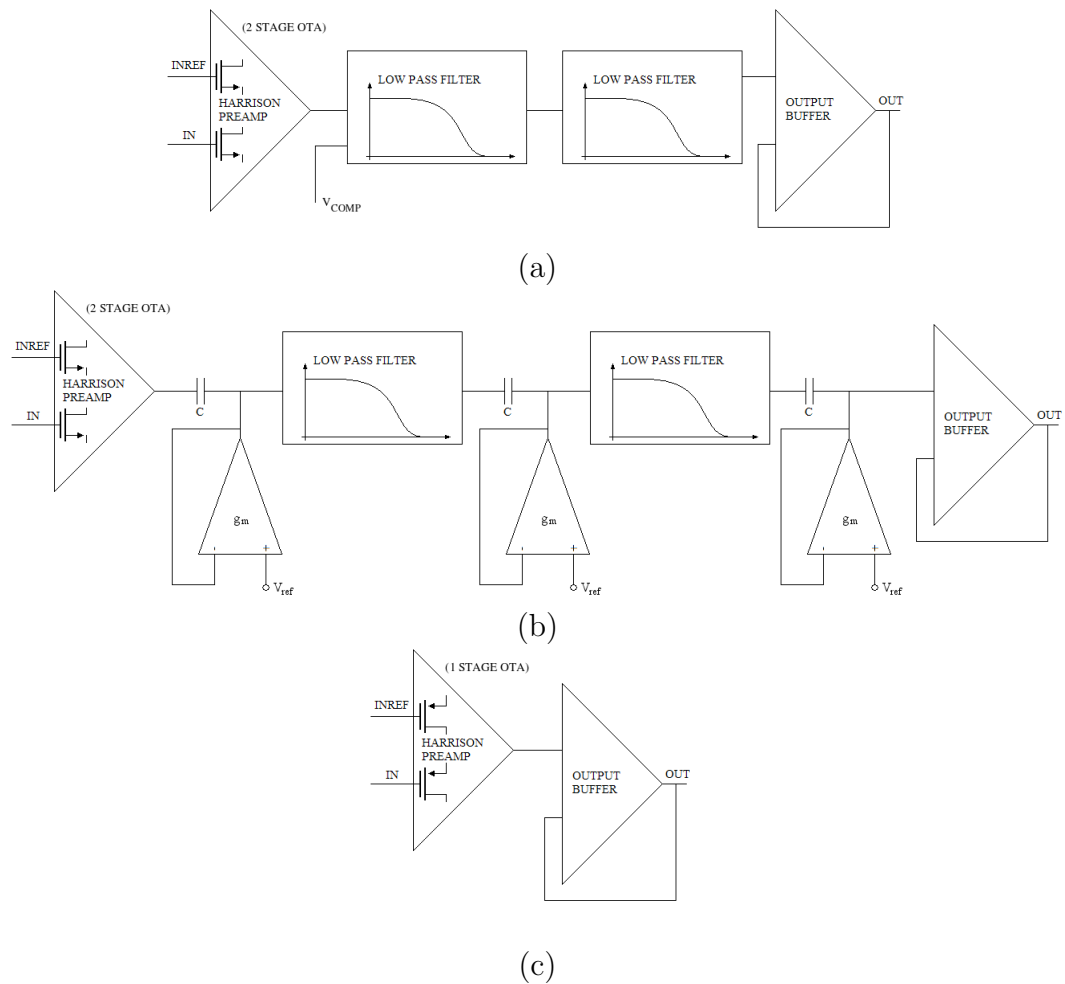 (2 STAGE OTA)
INREF
HARRISON
PREAMP
IN
LOW PASS FILTER
VCOMP
LOW PASS FILTER
OUTPUT
BUFFER
OUT
(a)
(2 STAGE OTA)
INREF
HARRISON
PREAMP
IN
C
gm
- +
Vref
LOW PASS FILTER
C
gm
- +
Vref
LOW PASS FILTER
C
gm
- +
Vref
OUTPUT
BUFFER
OUT
(b)
(1 STAGE OTA)
INREF
HARRISON
PREAMP
IN
OUTPUT
BUFFER
OUT
(c)